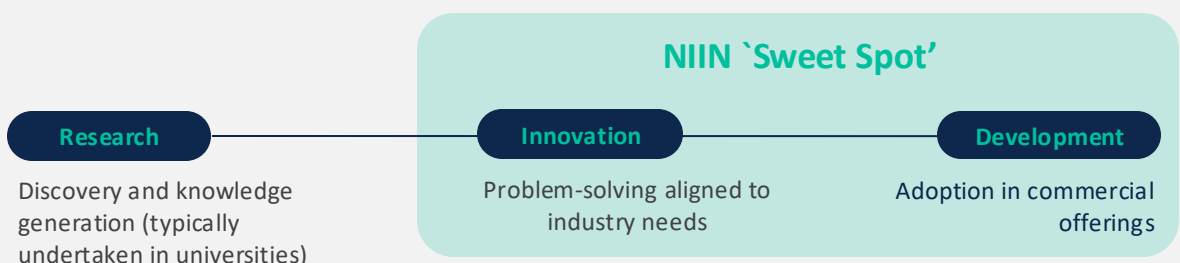 NIIN `Sweet Spot’
Research
Innovation
Development
Discovery and knowledge
generation (typically
undertaken in universities)
Problem-solving aligned to
industry needs
Adoption in commercial
offerings